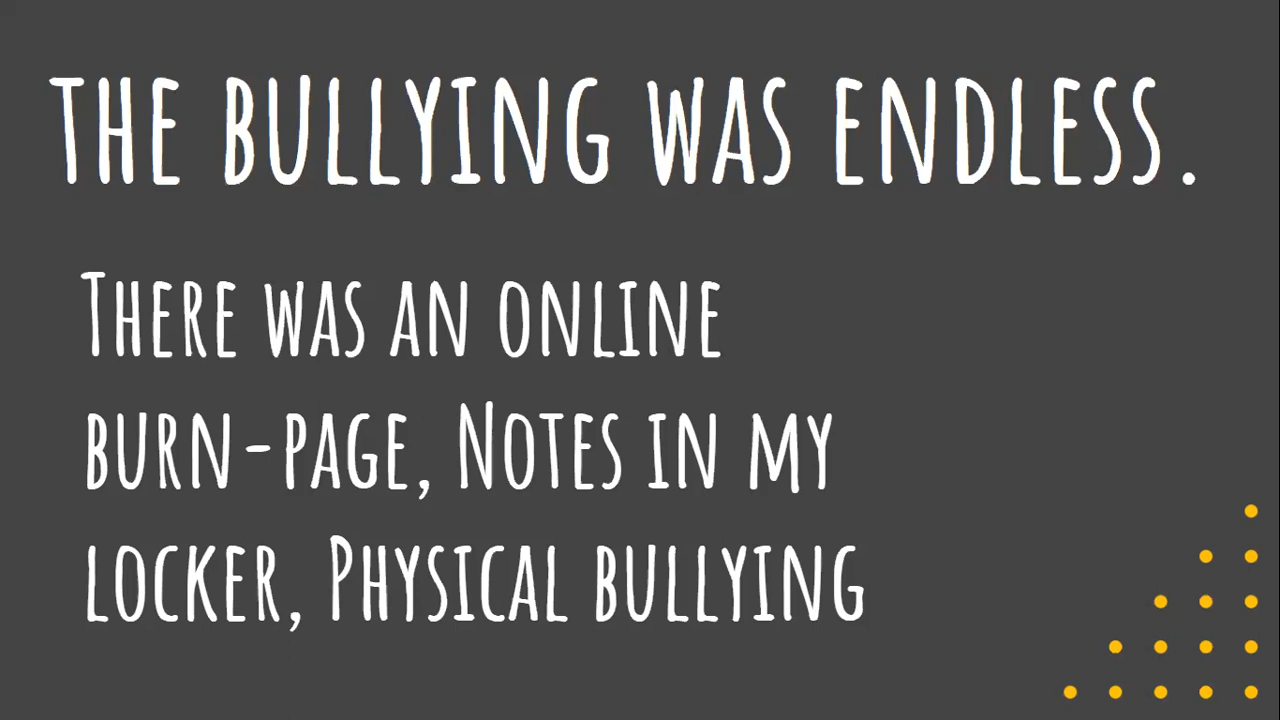 THE BULLYING WAS ENDLESS.
THERE WAS AN ONLINE
BURN-PAGE, NOTES IN MY
LOCKER, PHYSICAL BULLYING